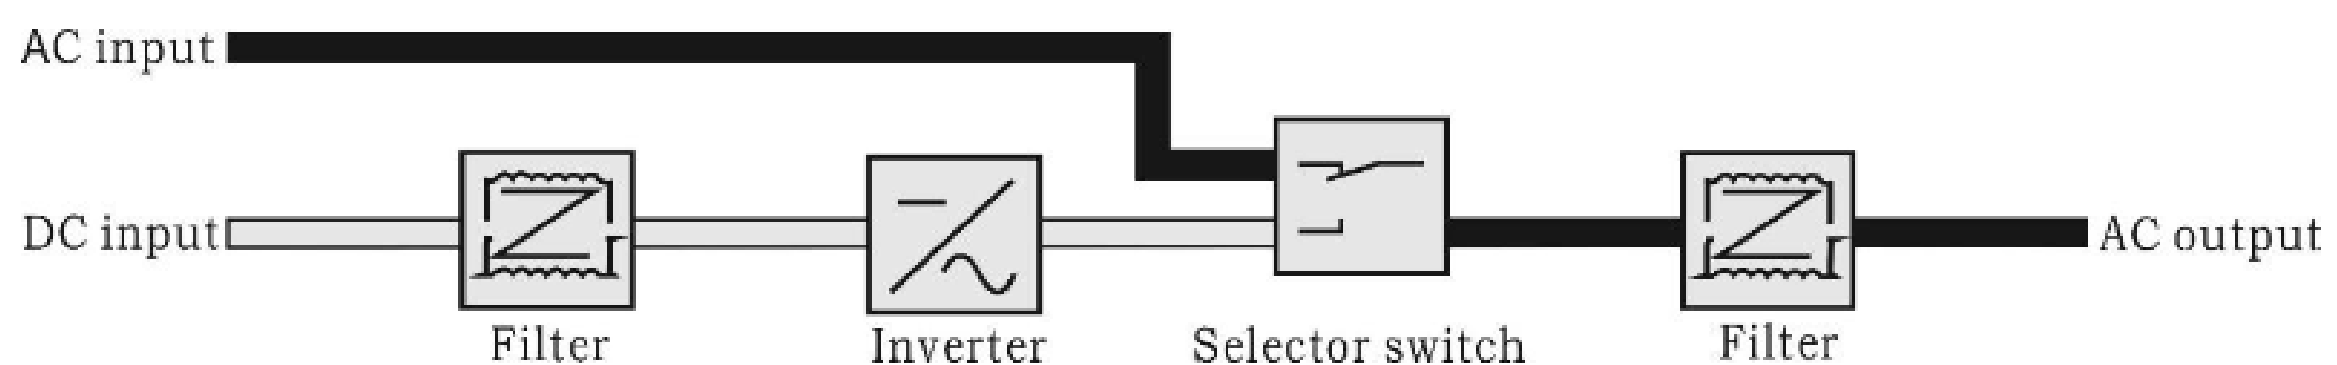 AC input
DC input
AC output
Filter
Inverter
Selector switch
Filter